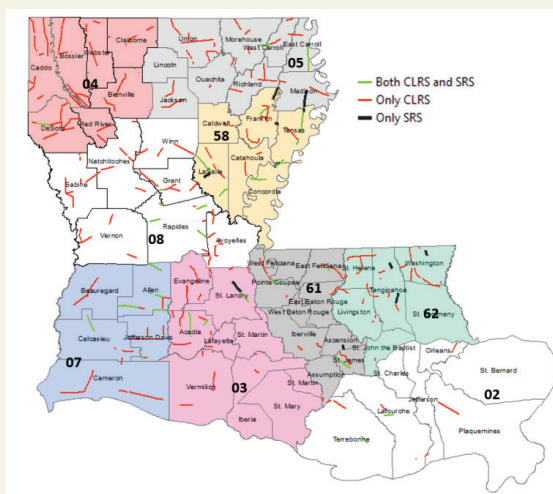 Union
Morehouse
West Carroll
East Carroll
Claiborne
Webster
Bossier
Caddo
04
Lincoln
05
Ouachita
Richland
Madison
Bienville
Jackson
DeSoto
Red River
Caldwell
Franklin
58
Tensas
Winn
Natchitoches
Catahoula
LaSalle
Sabine
Grant
Concordia
Vernon
08
Rapides
Avoyelles
Both CLRS and SRS
Only CLRS
Only SRS
West Feliciana
East Feliciana
St. Helena
Washington
Beauregard
Allen
Evangeline
St. Landry
Pointe Coupee
61
Tangipahoa
East Baton Rouge
West Baton Rouge
Livingston
62
St. Tammany
Calcasieu
Jefferson Davis
Acadia
Lafayette
St. Martin
Iberville
Ascension
St. John the Baptist
Orleans
St. James
07
Cameron
Vermilion
03
St. Martin
Assumption
St. Charles
St. Bernard
02
St. Mary
Iberia
Jefferson
Lafourche
Plaquemines
Terrebonne